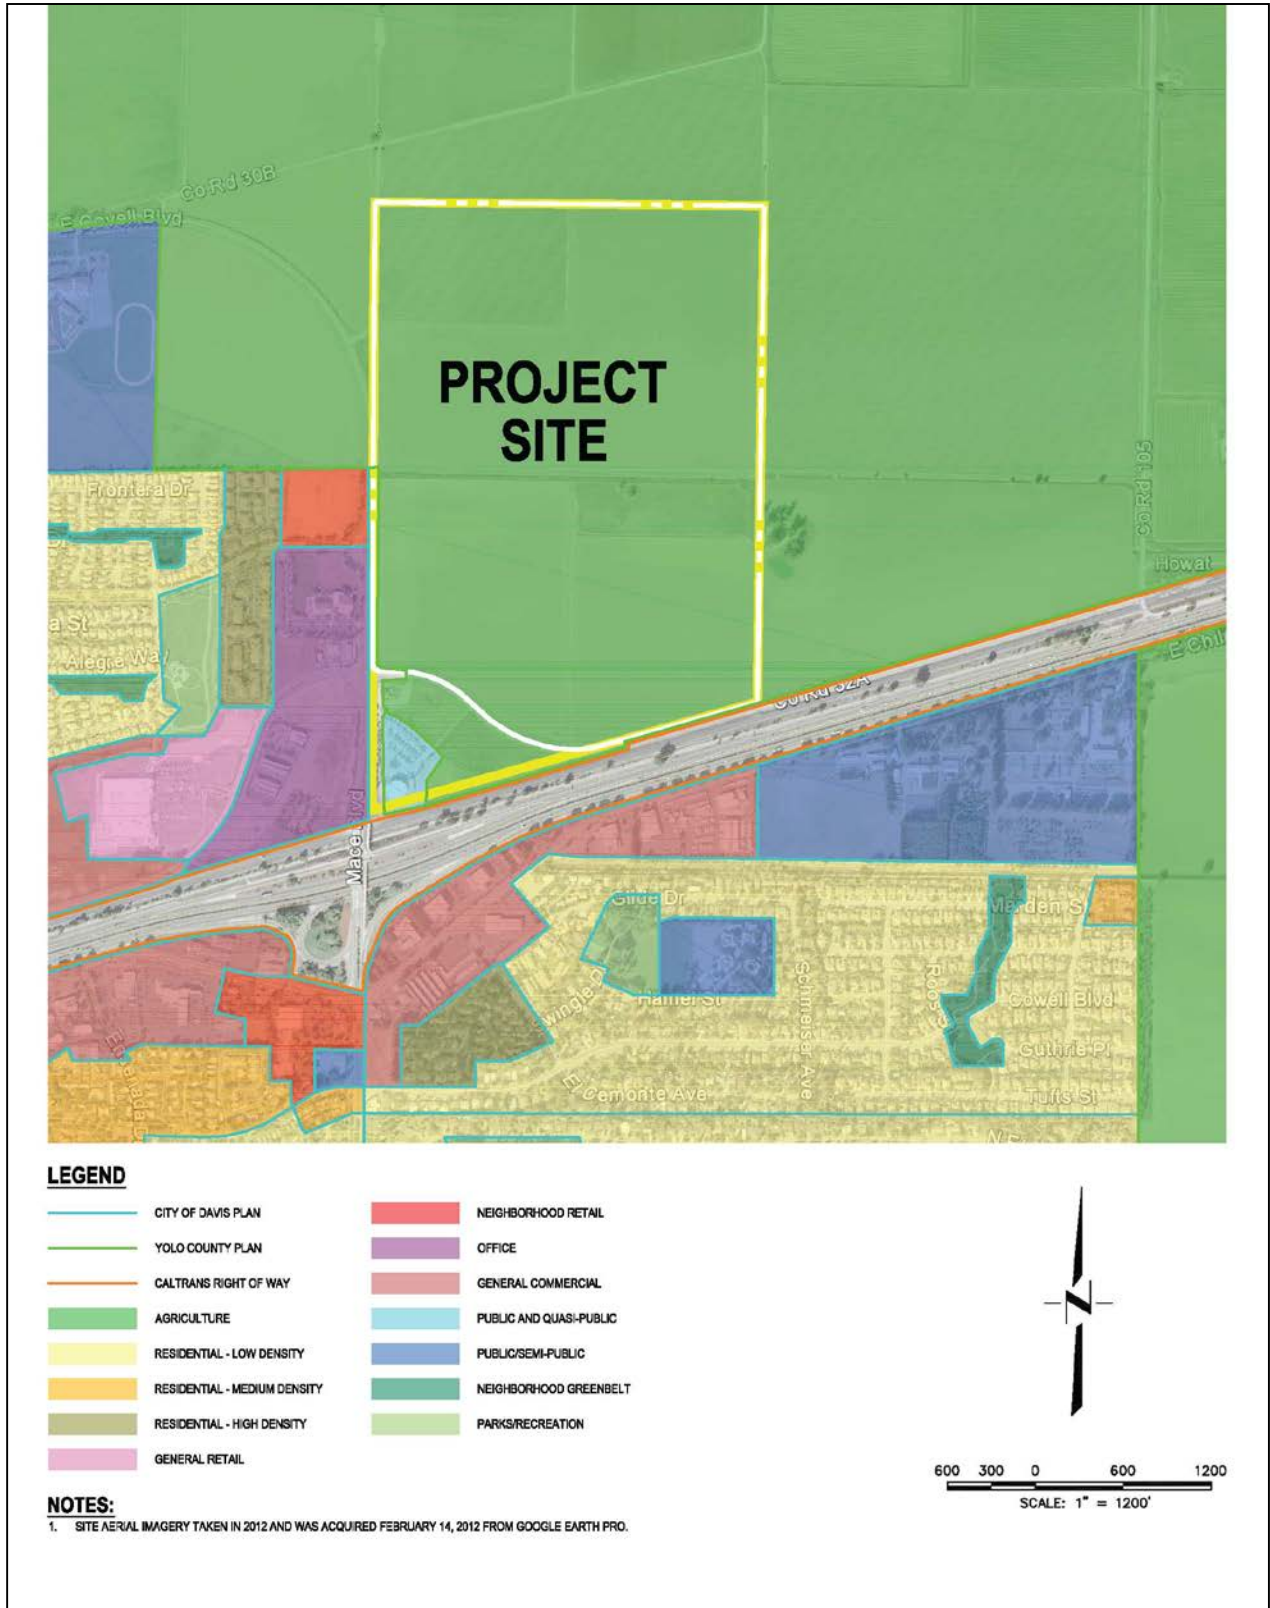 Co Rd 30B
E Covell Blvd
PROJECT
SITE
Co Rd 105
Frontera Dr
Howat
a St
Alegre Way
E Chil
Co Rd 32A
Mace Blvd
Glide Dr
Marden S
Schmeiser Ave
Hamel St
Cowell Blvd
Guthrie Pl
E Cemonte Ave
Tufts St
LEGEND
CITY OF DAVIS PLAN
YOLO COUNTY PLAN
CALTRANS RIGHT OF WAY
AGRICULTURE
RESIDENTIAL - LOW DENSITY
RESIDENTIAL - MEDIUM DENSITY
RESIDENTIAL - HIGH DENSITY
GENERAL RETAIL
NEIGHBORHOOD RETAIL
OFFICE
GENERAL COMMERCIAL
PUBLIC AND QUASI-PUBLIC
PUBLIC/SEMI-PUBLIC
NEIGHBORHOOD GREENBELT
PARKS/RECREATION
N
600 300 0 600 1200
SCALE: 1" = 1200'
NOTES:
1. SITE AERIAL IMAGERY TAKEN IN 2012 AND WAS ACQUIRED FEBRUARY 14, 2012 FROM GOOGLE EARTH PRO.